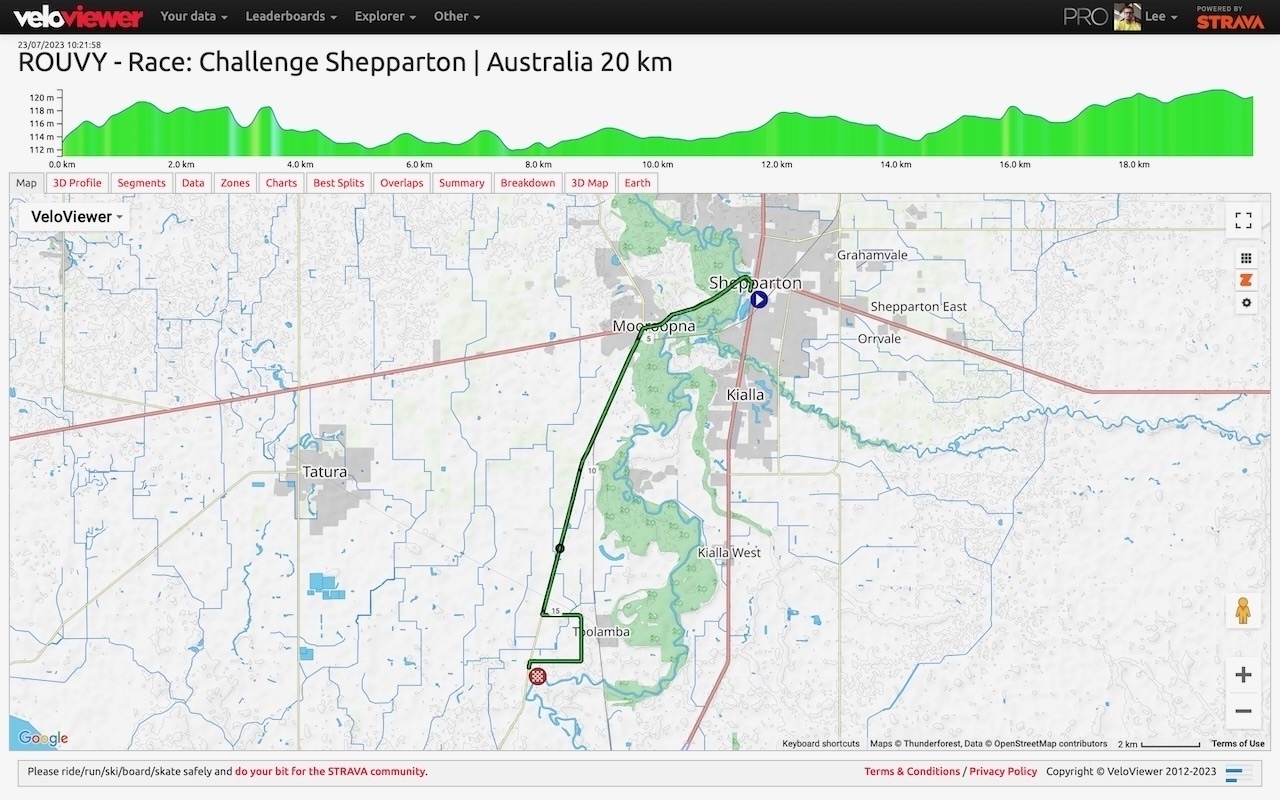 veloviewer Your data Leaderboards Explorer Other PRO Lee POWERED BY STRAVA
23/07/2023 10:21:58
ROUVY - Race: Challenge Shepparton | Australia 20 km
120 m
118 m
116 m
114 m
112 m
0.0 km 2.0 km 4.0 km 6.0 km 8.0 km 10.0 km 12.0 km 14.0 km 16.0 km 18.0 km
Map 3D Profile Segments Data Zones Charts Best Splits Overlaps Summary Breakdown 3D Map Earth
VeloViewer
Grahamvale
Shepparton
Shepparton East
Mooroopna
5
Orrvale
Kialla
Tatura
10
Kialla West
15
Toolamba
Google
Keyboard shortcuts Maps © Thunderforest, Data © OpenStreetMap contributors 2 km Terms of Use
Please ride/run/ski/board/skate safely and do your bit for the STRAVA community.
Terms & Conditions / Privacy Policy Copyright © VeloViewer 2012-2023